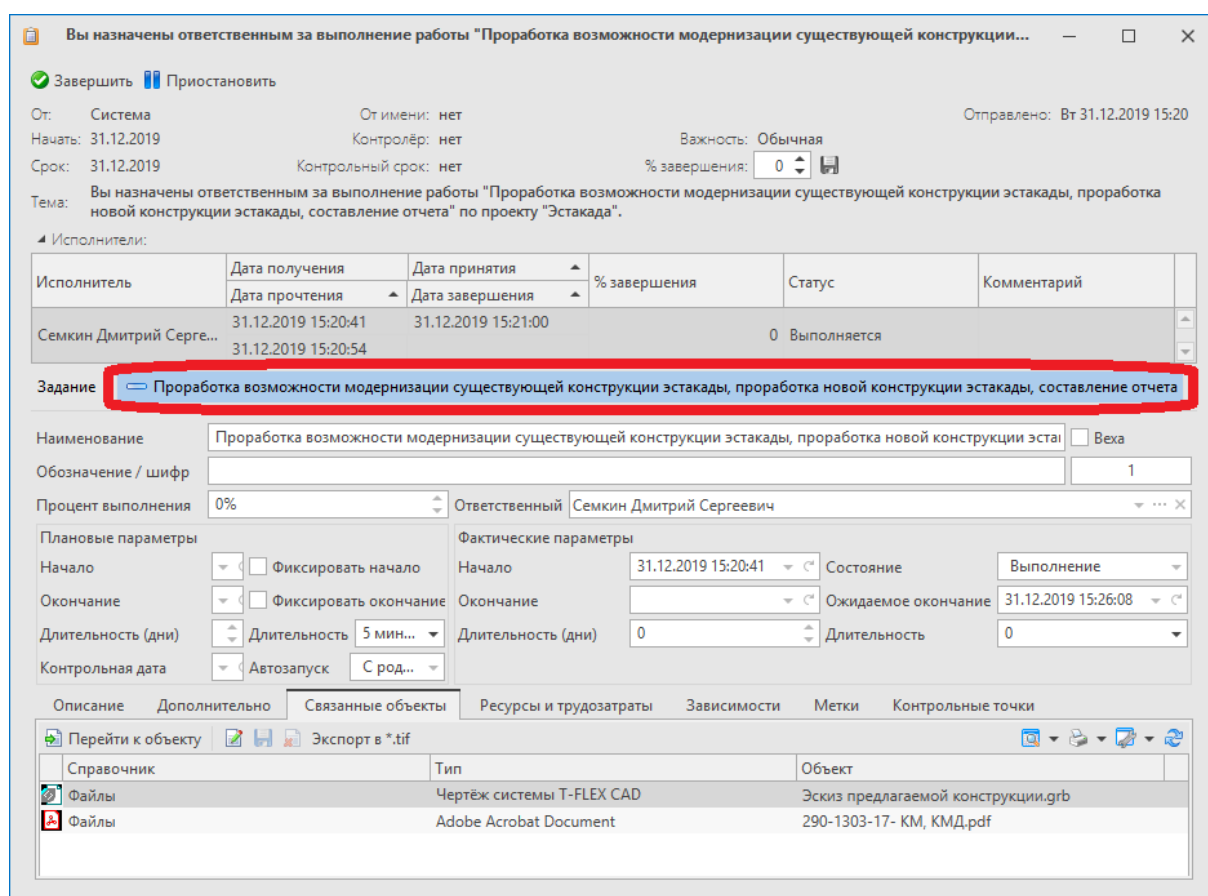 Вы назначены ответственным за выполнение работы "Проработка возможности модернизации существующей конструкции...
Завершить Приостановить
От: Система От имени: нет Отправлено: Вт 31.12.2019 15:20
Начать: 31.12.2019 Контролёр: нет Важность: Обычная
Срок: 31.12.2019 Контрольный срок: нет % завершения: 0
Тема: Вы назначены ответственным за выполнение работы "Проработка возможности модернизации существующей конструкции эстакады, проработка
новой конструкции эстакады, составление отчета" по проекту "Эстакада".
Исполнители:
Исполнитель Дата получения Дата принятия % завершения Статус Комментарий
Дата прочтения Дата завершения
Семкин Дмитрий Серге... 31.12.2019 15:20:41 31.12.2019 15:21:00 0 Выполняется
31.12.2019 15:20:54
Задание Проработка возможности модернизации существующей конструкции эстакады, проработка новой конструкции эстакады, составление отчета
Наименование Проработка возможности модернизации существующей конструкции эстакады, проработка новой конструкции эста Веха
Обозначение / шифр 1
Процент выполнения 0% Ответственный Семкин Дмитрий Сергеевич
Плановые параметры Фактические параметры
Начало Фиксировать начало Начало 31.12.2019 15:20:41 Состояние Выполнение
Окончание Фиксировать окончание Окончание Ожидаемое окончание 31.12.2019 15:26:08
Длительность (дни) Длительность 5 мин... Длительность (дни) 0 Длительность 0
Контрольная дата Автозапуск С род...
Описание Дополнительно Связанные объекты Ресурсы и трудозатраты Зависимости Метки Контрольные точки
Перейти к объекту Экспорт в *.tif
Справочник Тип Объект
Файлы Чертёж системы T-FLEX CAD Эскиз предлагаемой конструкции.grb
Файлы Adobe Acrobat Document 290-1303-17- КМ, КМД.pdf